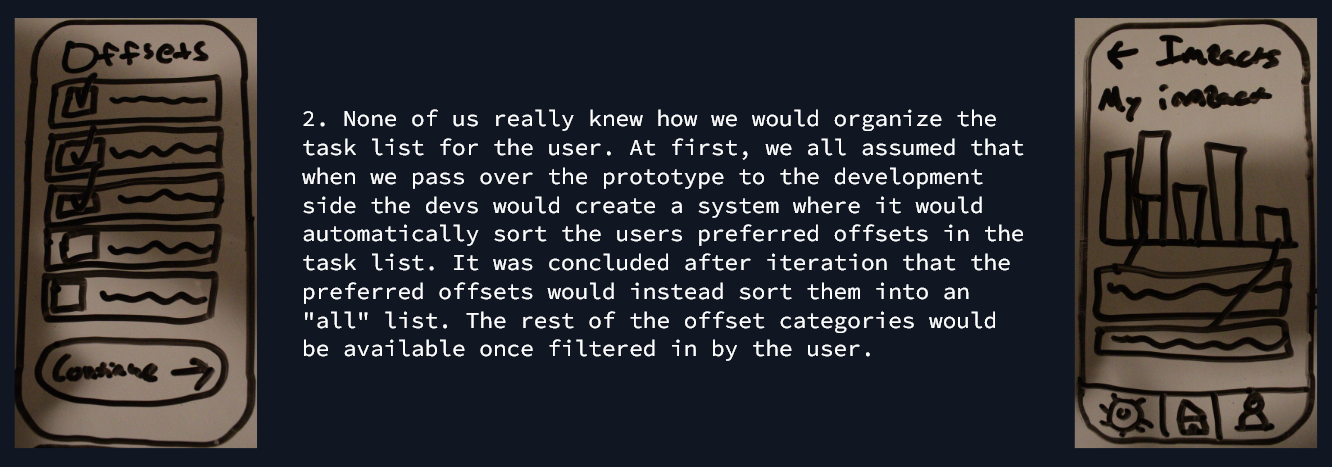 Offsets
Continue →
2. None of us really knew how we would organize the
task list for the user. At first, we all assumed that
when we pass over the prototype to the development
side the devs would create a system where it would
automatically sort the users preferred offsets in the
task list. It was concluded after iteration that the
preferred offsets would instead sort them into an
"all" list. The rest of the offset categories would
be available once filtered in by the user.
← Impacts
My impact